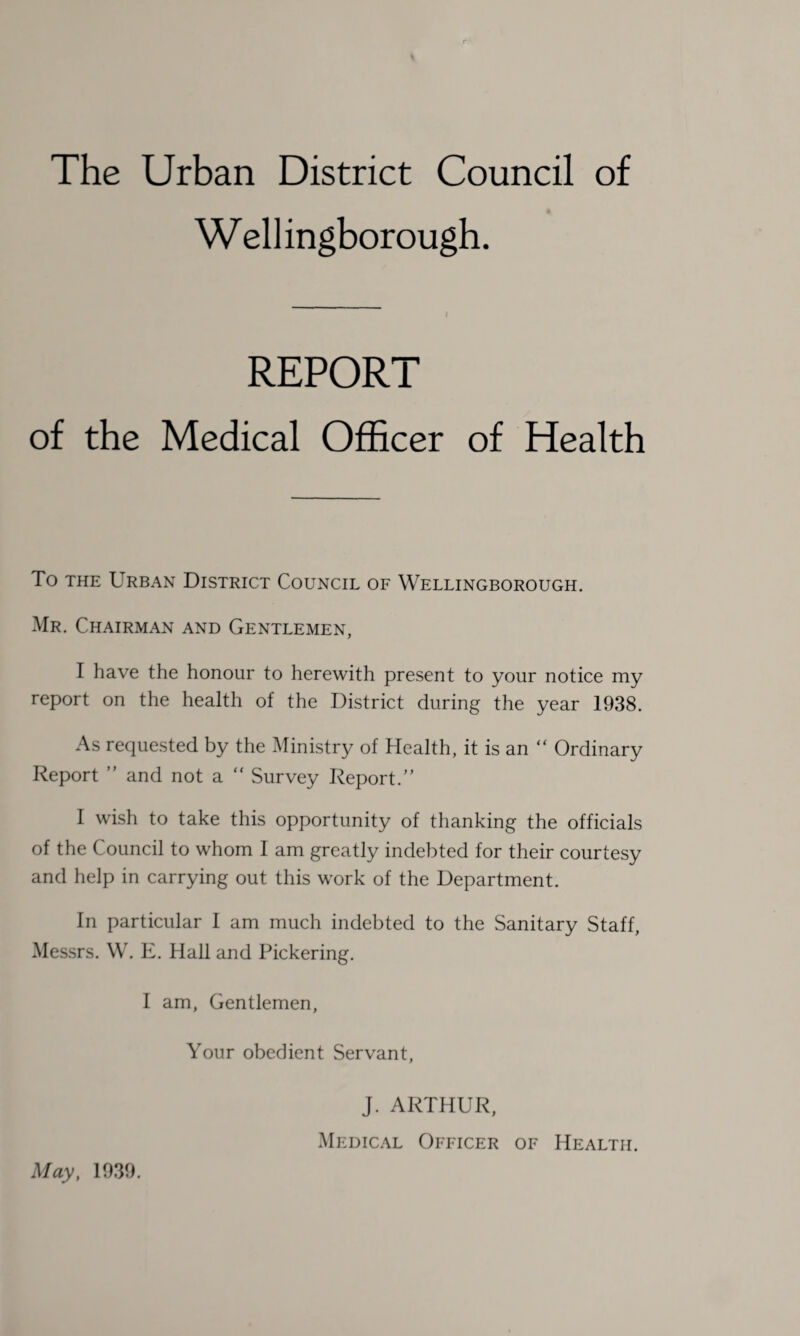 The Urban District Council of
Wellingborough.
REPORT
of the Medical Officer of Health
To the Urban District Council of Wellingborough.
Mr. Chairman and Gentlemen,
I have the honour to herewith present to your notice my
report on the health of the District during the year 1938.
As requested by the Ministry of Health, it is an “ Ordinary
Report ” and not a “ Survey Report.”
I wish to take this opportunity of thanking the officials
of the Council to whom I am greatly indebted for their courtesy
and help in carrying out this work of the Department.
In particular I am much indebted to the Sanitary Staff,
Messrs. W. E. Hall and Pickering.
I am, Gentlemen,
Your obedient Servant,
J. ARTHUR,
Medical Officer of Health.
May, 1939.